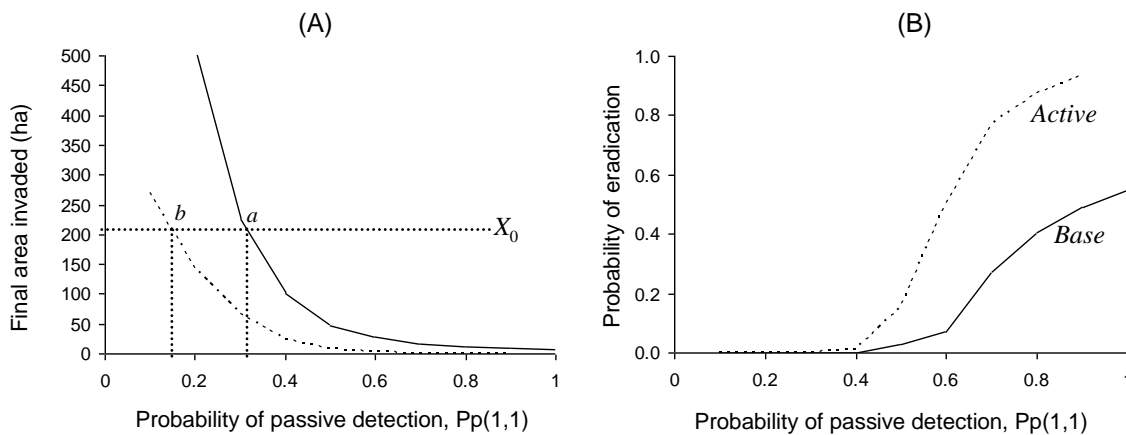 (A)
Final area invaded (ha)
500
450
400
350
300
250
200
150
100
50
0
b
a
X0
0
0.2
0.4
0.6
0.8
1
Probability of passive detection, Pp(1,1)
(B)
Probability of eradication
1.0
0.8
0.6
0.4
0.2
0.0
Active
Base
0
0.2
0.4
0.6
0.8
1
Probability of passive detection, Pp(1,1)